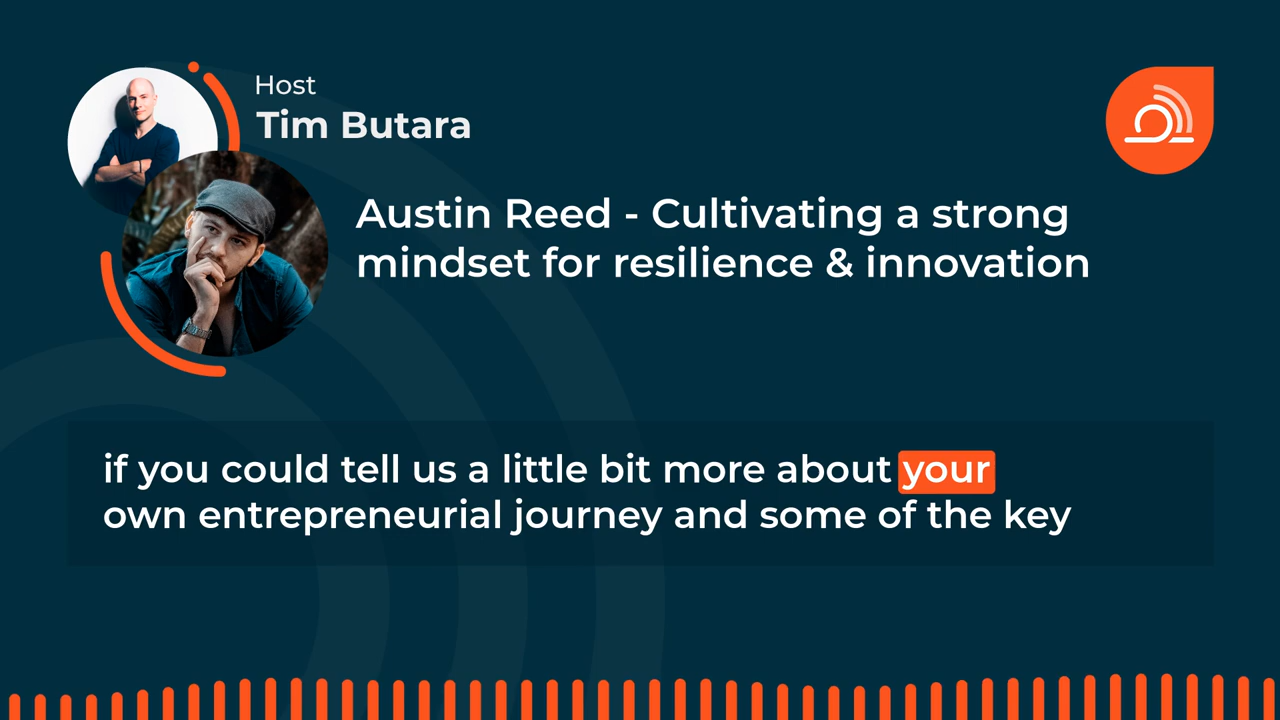 Host
Tim Butara
Austin Reed - Cultivating a strong
mindset for resilience & innovation
if you could tell us a little bit more about your
own entrepreneurial journey and some of the key